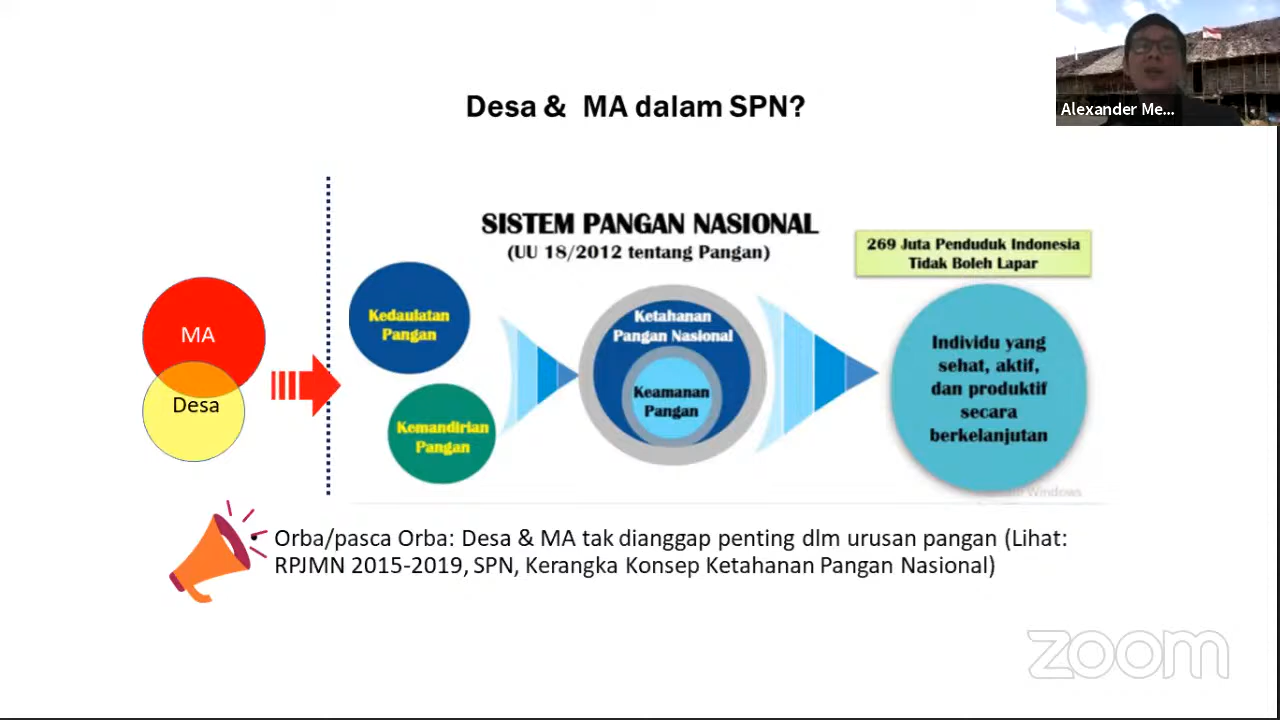 Alexander Me...
Desa & MA dalam SPN?
SISTEM PANGAN NASIONAL
(UU 18/2012 tentang Pangan)
269 Juta Penduduk Indonesia
Tidak Boleh Lapar
MA
Desa
Kedaulatan
Pangan
Kemandirian
Pangan
Ketahanan
Pangan Nasional
Keamanan
Pangan
Individu yang
sehat, aktif,
dan produktif
secara
berkelanjutan
Windows
• Orba/pasca Orba: Desa & MA tak dianggap penting dlm urusan pangan (Lihat:
RPJMN 2015-2019, SPN, Kerangka Konsep Ketahanan Pangan Nasional)
zoom